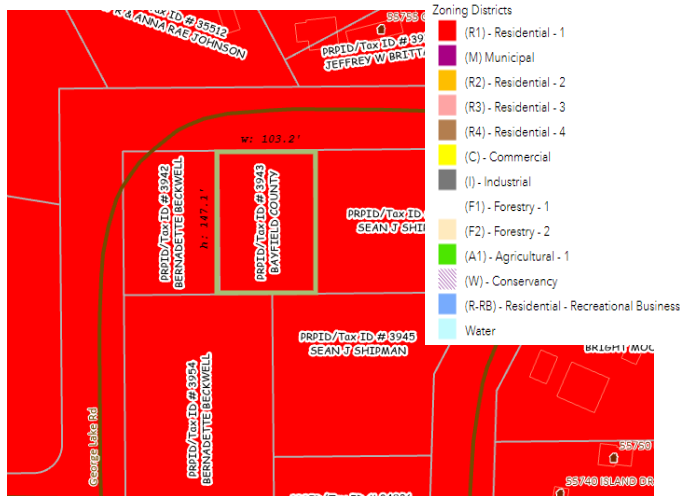 PRPID/Tax ID # 35512
R & ANNA RAE JOHNSON
55755
PRPID/Tax ID #
JEFFREY W BRITTA
w: 103.2'
h: 147.1'
PRPID/Tax ID # 3942
BERNADETTE BECKWELL
PRPID/Tax ID # 3943
BAYFIELD COUNTY
PRPID/Tax ID #
SEAN J SHI
PRPID/Tax ID # 3945
SEAN J SHIPMAN
PRPID/Tax ID # 3954
BERNADETTE BECKWELL
George Lake Rd
BRIGHT MOO
55750
55740 ISLAND DR
Zoning Districts
(R1) - Residential - 1
(M) Municipal
(R2) - Residential - 2
(R3) - Residential - 3
(R4) - Residential - 4
(C) - Commercial
(I) - Industrial
(F1) - Forestry - 1
(F2) - Forestry - 2
(A1) - Agricultural - 1
(W) - Conservancy
(R-RB) - Residential - Recreational Business
Water